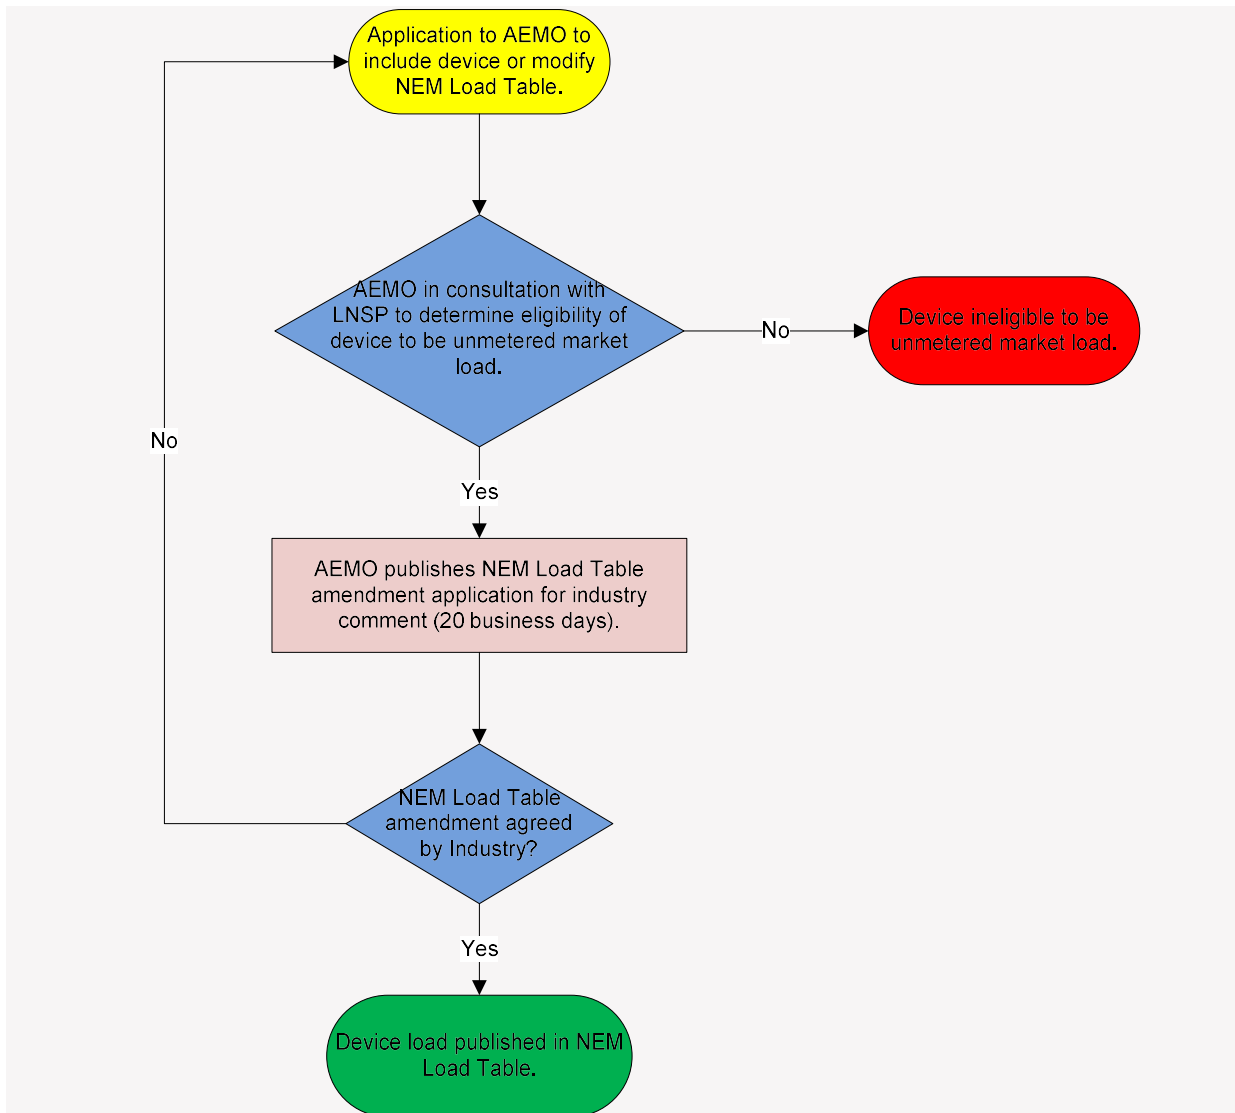 Application to AEMO to
include device or modify
NEM Load Table.
AEMO in consultation with
LNSP to determine eligibility of
device to be unmetered market
load.
No
Device ineligible to be
unmetered market load.
No
Yes
AEMO publishes NEM Load Table
amendment application for industry
comment (20 business days).
NEM Load Table
amendment agreed
by Industry?
Yes
Device load published in NEM
Load Table.